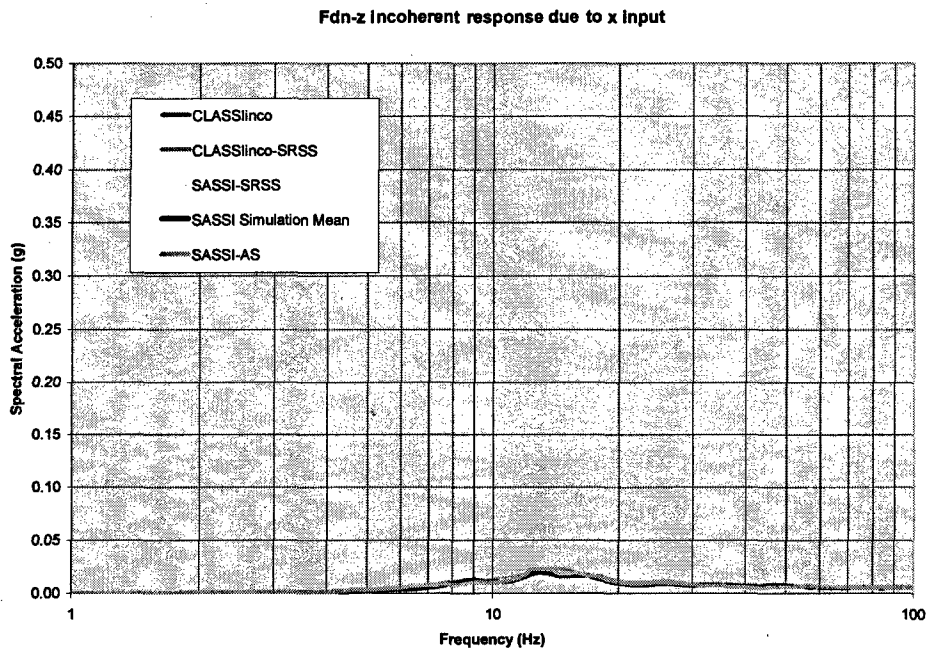 Fdn-z Incoherent response due to x input
0.50
0.45
0.40
0.35
0.30
0.25
0.20
0.15
0.10
0.05
0.00
Spectral Acceleration (g)
CLASSIinco
CLASSIinco-SRSS
SASSI-SRSS
SASSI Simulation Mean
SASSI-AS
1
10
100
Frequency (Hz)